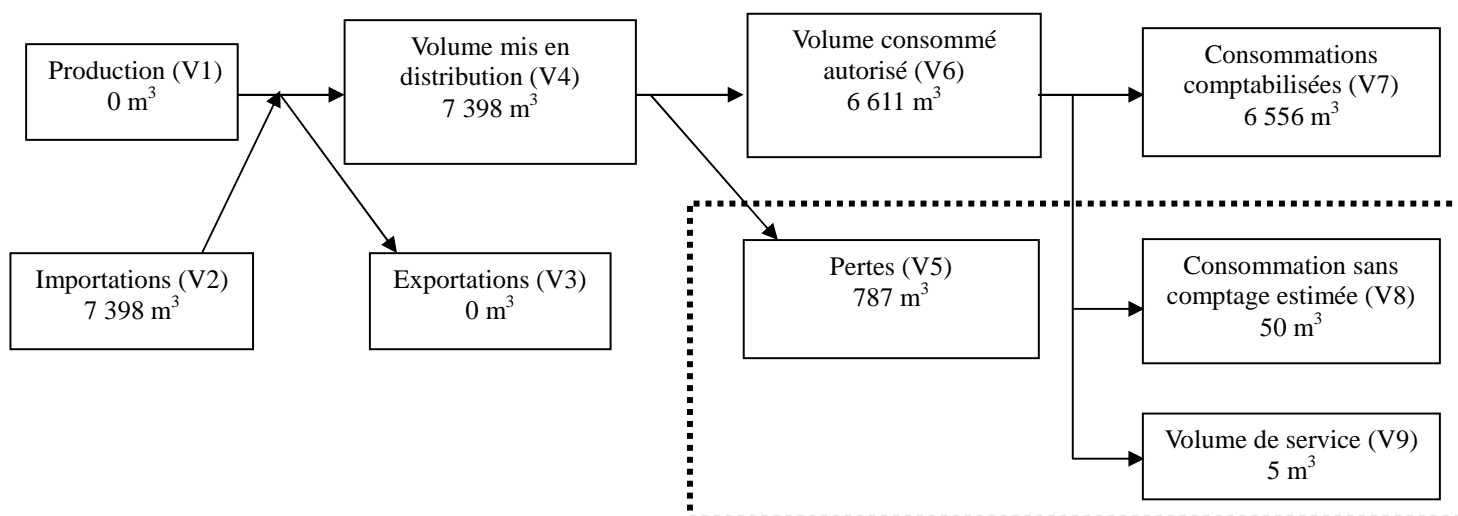 Production (V1)
0 m³
Volume mis en
distribution (V4)
7 398 m³
Volume consommé
autorisé (V6)
6 611 m³
Consommations
comptabilisées (V7)
6 556 m³
Importations (V2)
7 398 m³
Exportations (V3)
0 m³
Pertes (V5)
787 m³
Consommation sans
comptage estimée (V8)
50 m³
Volume de service (V9)
5 m³